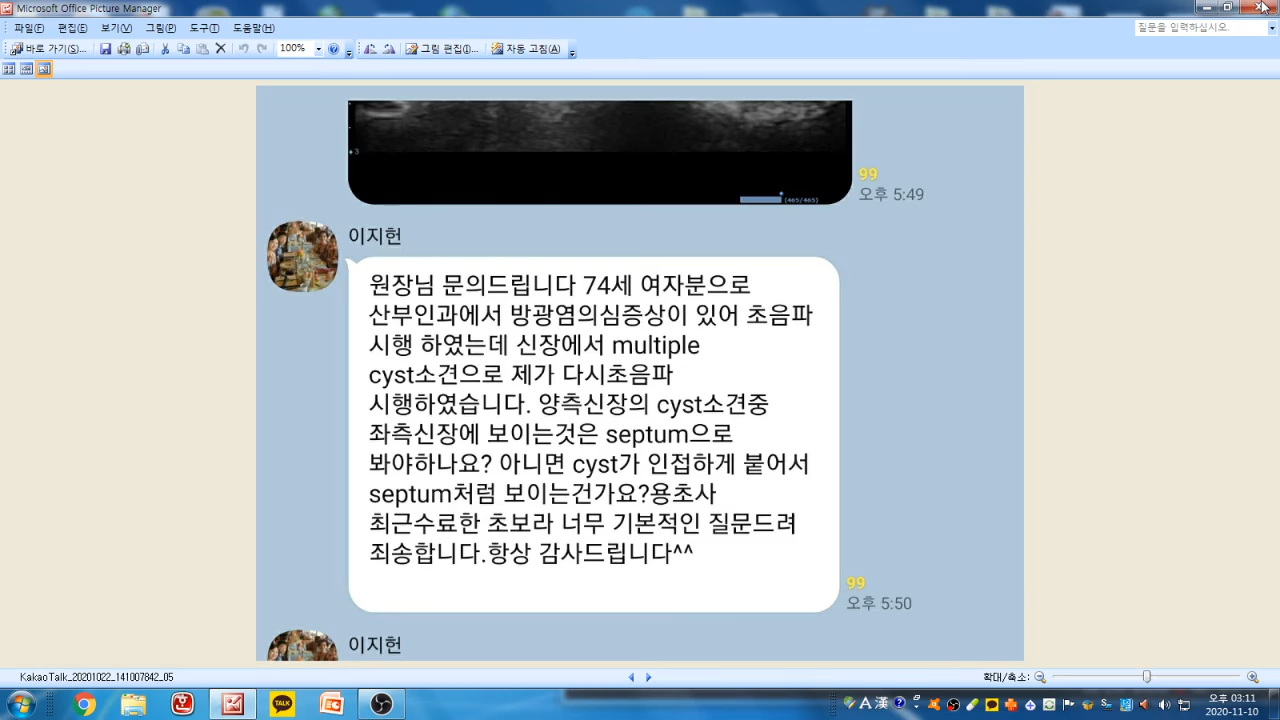 Microsoft Office Picture Manager
파일(F) 편집(E) 보기(V) 그림(P) 도구(T) 도움말(H)
질문을 입력하십시오.
바로 가기(S)... 100% 그림 편집(I)... 자동 고침(A)
3
(465/465)
99
오후 5:49
이지헌
원장님 문의드립니다 74세 여자분으로
산부인과에서 방광염의심증상이 있어 초음파
시행 하였는데 신장에서 multiple
cyst소견으로 제가 다시초음파
시행하였습니다. 양측신장의 cyst소견중
좌측신장에 보이는것은 septum으로
봐야하나요? 아니면 cyst가 인접하게 붙어서
septum처럼 보이는건가요?용초사
최근수료한 초보라 너무 기본적인 질문드려
죄송합니다.항상 감사드립니다^^
99
오후 5:50
이지헌
KakaoTalk_20201022_141007842_05
확대/축소:
TALK
A 漢
오후 03:11
2020-11-10